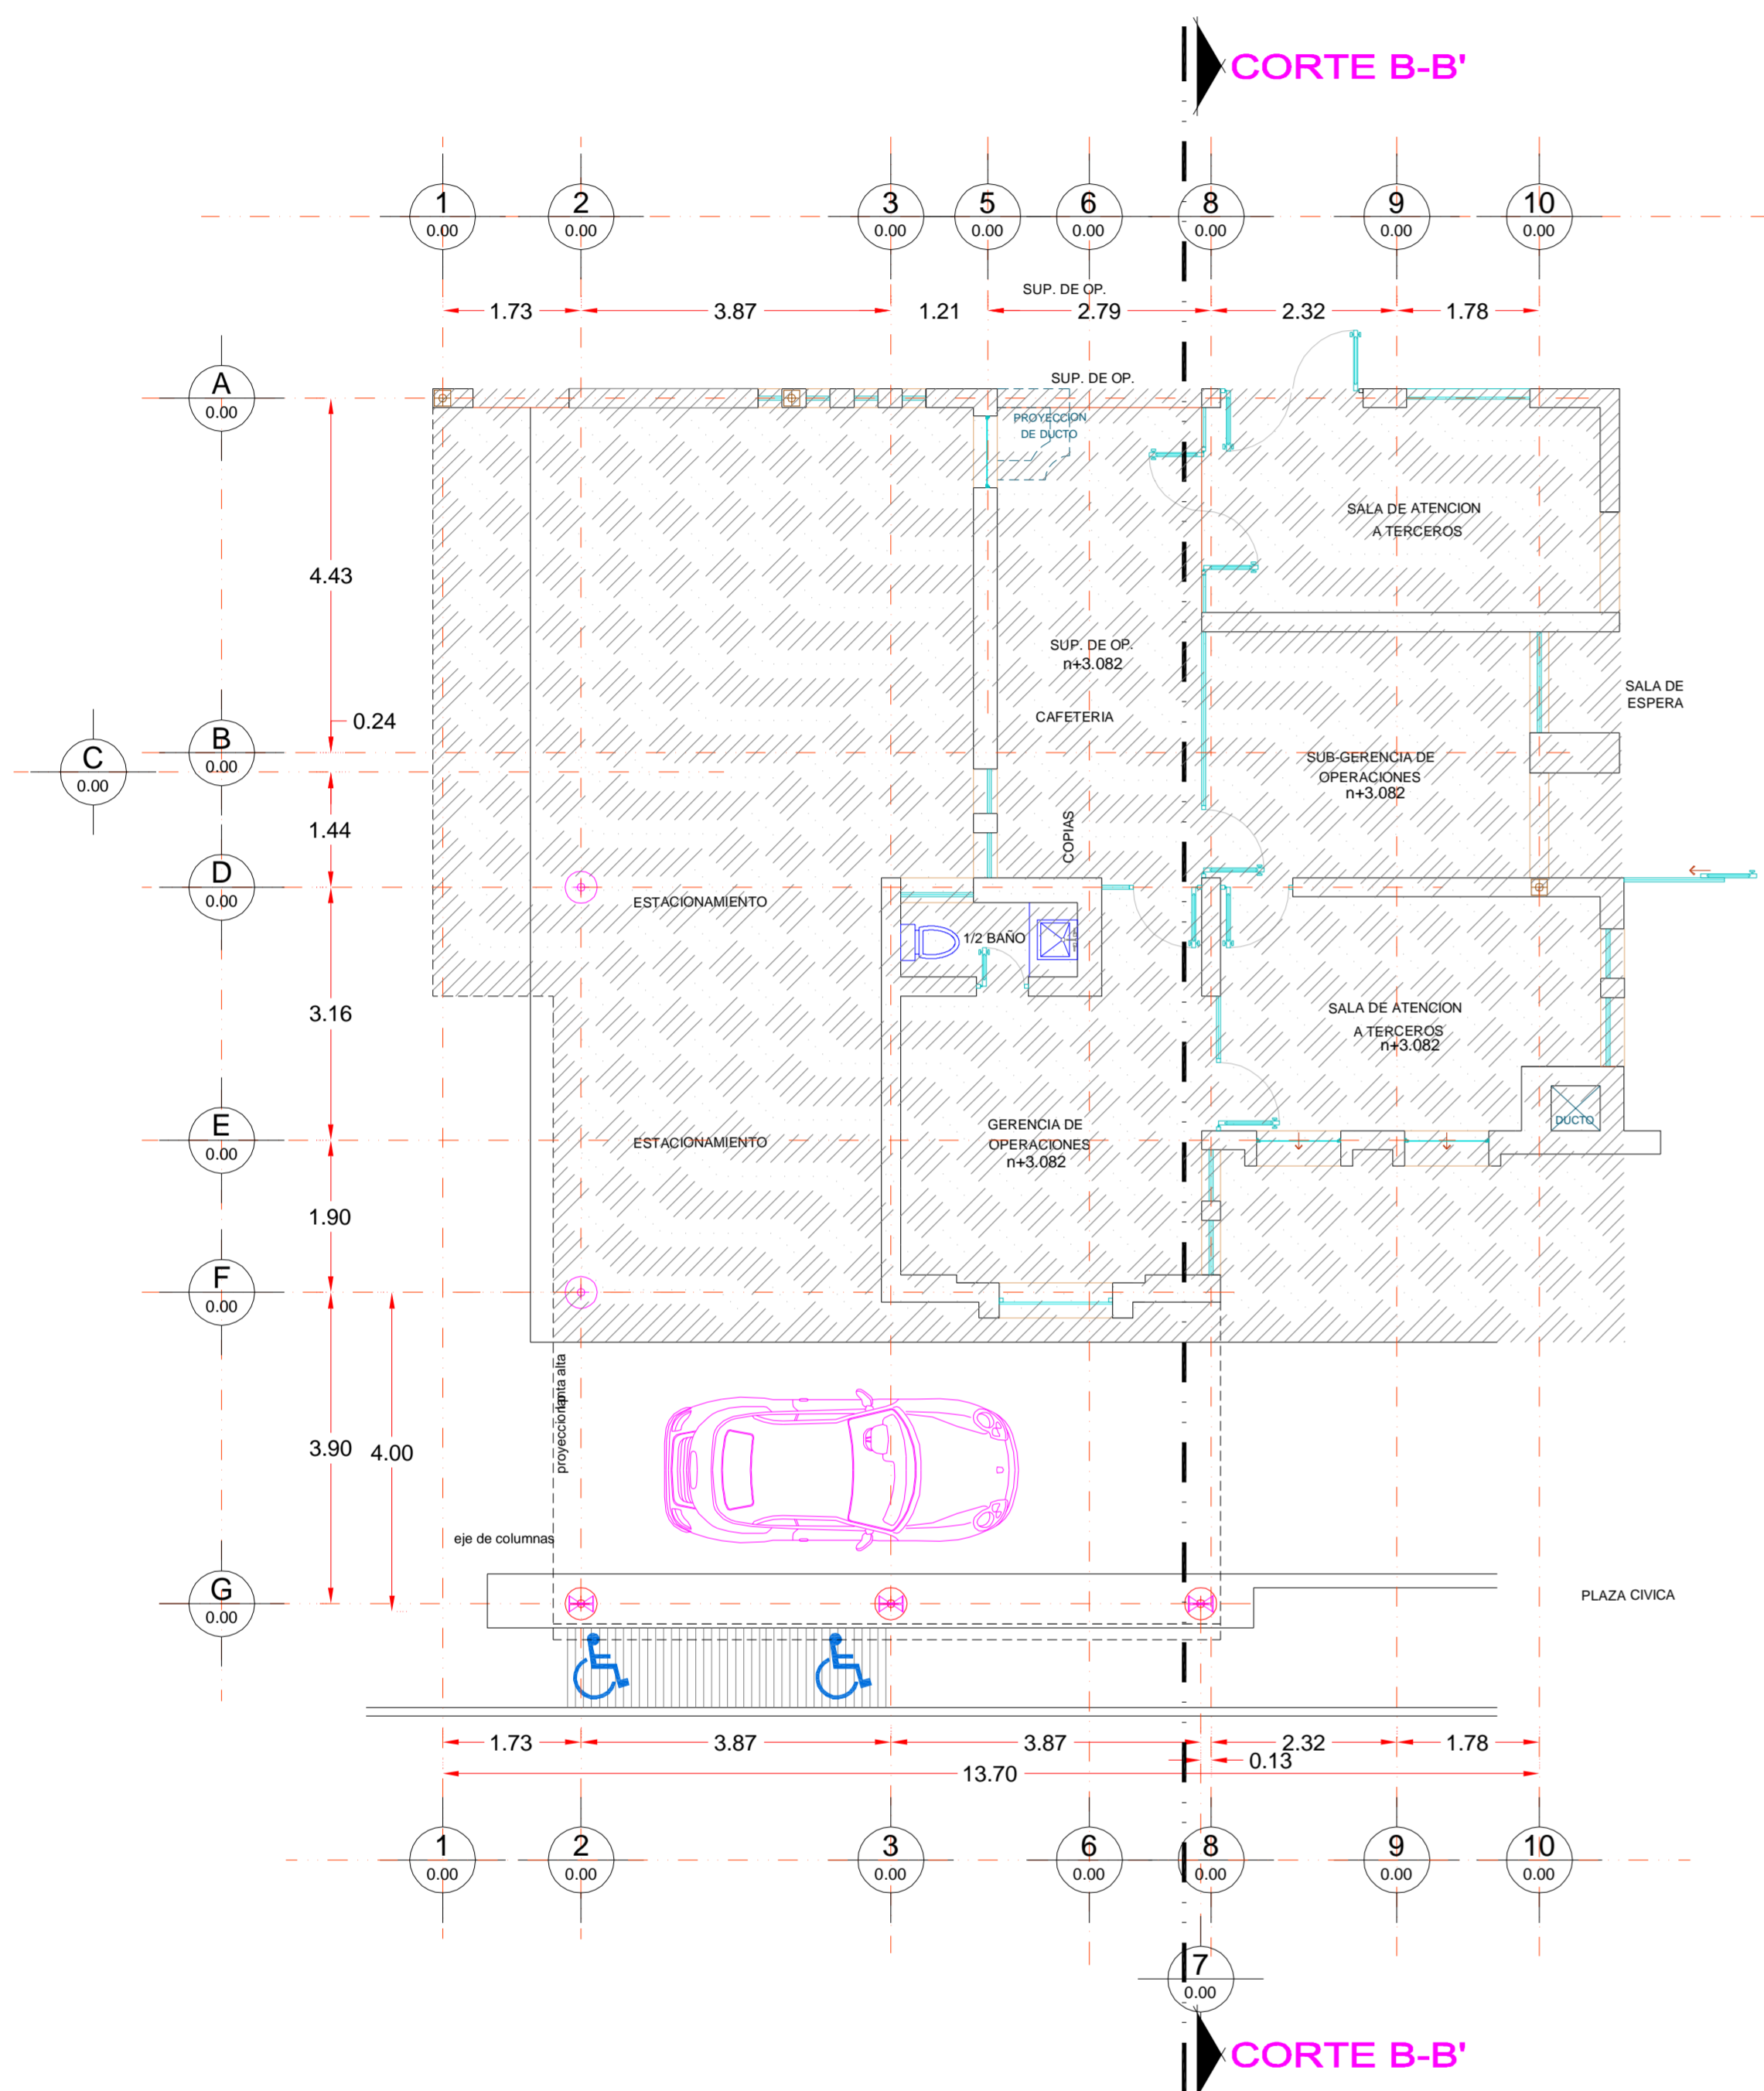 CORTE B-B'
1 2 3 5 6 8 9 10
0.00 0.00 0.00 0.00 0.00 0.00 0.00 0.00
SUP. DE OP.
1.73 3.87 1.21 2.79 2.32 1.78
SUP. DE OP.
A
0.00
PROYECCION
DE DUCTO
SALA DE ATENCION
A TERCEROS
4.43
SUP. DE OP.
n+3.082
SALA DE
ESPERA
CAFETERIA
0.24
B
0.00
C
0.00
SUB-GERENCIA DE
OPERACIONES
n+3.082
1.44
COPIAS
D
0.00
ESTACIONAMIENTO
1/2 BAÑO
3.16
SALA DE ATENCION
A TERCEROS
n+3.082
E
0.00
ESTACIONAMIENTO
GERENCIA DE
OPERACIONES
n+3.082
DUCTO
1.90
F
0.00
3.90 4.00
alta
eje de columnas
G
0.00
PLAZA CIVICA
1.73 3.87 3.87 2.32 1.78
0.13
13.70
1 2 3 6 8 9 10
0.00 0.00 0.00 0.00 0.00 0.00 0.00
7
0.00
CORTE B-B'